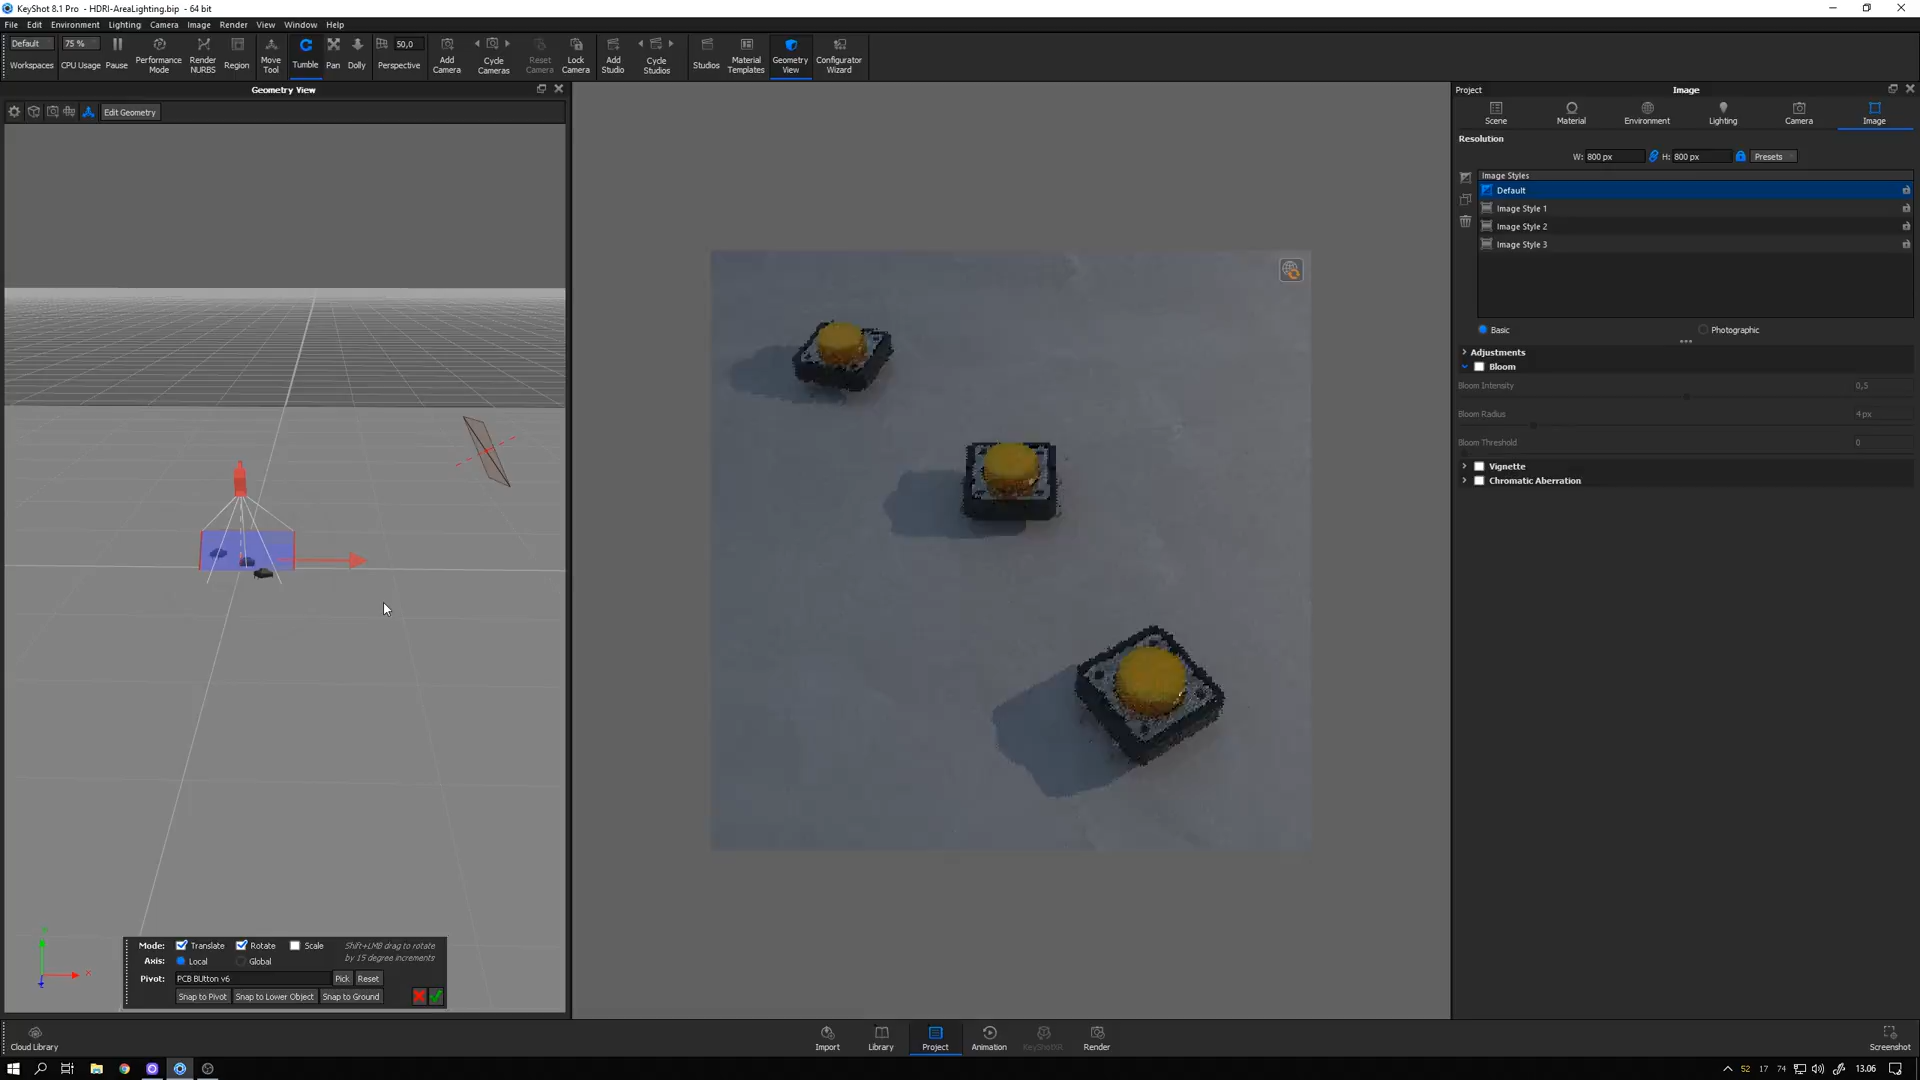 KeyShot 8.1 Pro - HDRI-AreaLighting.bip - 64 bit
File Edit Environment Lighting Camera Image Render View Window Help
Default 75 % 50,0
Workspaces CPU Usage Pause Performance Mode Render NURBS Region Move Tool Tumble Pan Dolly Perspective Add Camera Cycle Cameras Reset Camera Lock Camera Add Studio Cycle Studios Studios Material Templates Geometry View Configurator Wizard
Geometry View
Edit Geometry
Project Image
Scene Material Environment Lighting Camera Image
Resolution
W: 800 px H: 800 px Presets
Image Styles
Default
Image Style 1
Image Style 2
Image Style 3
Basic Photographic
Adjustments
Bloom
Bloom Intensity 0,5
Bloom Radius 4 px
Bloom Threshold 0
Vignette
Chromatic Aberration
Mode: Translate Rotate Scale Shift+LMB drag to rotate by 15 degree increments
Axis: Local Global
Pivot: PCB BUtton v6 Pick Reset
Snap to Pivot Snap to Lower Object Snap to Ground
Cloud Library Import Library Project Animation KeyShotXR Render Screenshot
52 17 74 13.06